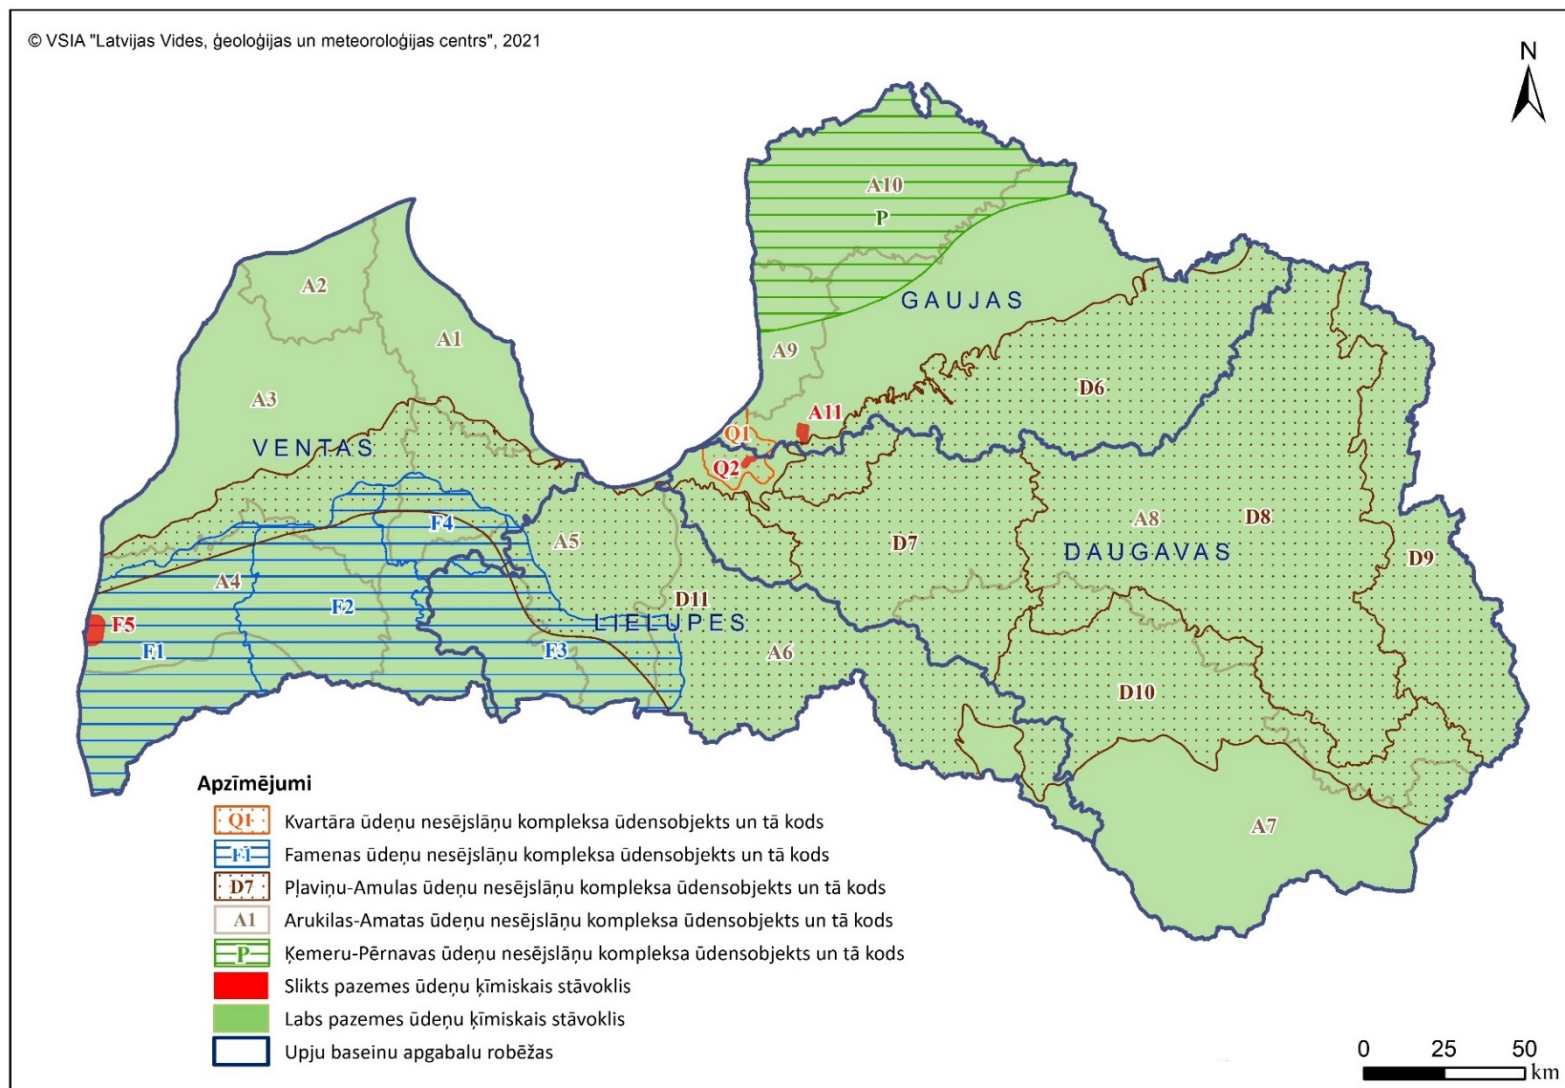 © VSIA "Latvijas Vides, ģeoloģijas un meteoroloģijas centrs", 2021
N
A10
P
A2
GAUJAS
A1
A9
D6
A3
A11
VENTAS
Q1
Q2
F4
A8
D8
A5
D7
DAUGAVAS
D9
A4
F2
D11
F5
LIELUPES
F1
F3
A6
D10
A7
Apzīmējumi
Q1 Kvartāra ūdeņu nesējslāņu kompleksa ūdensobjekts un tā kods
F1 Famenas ūdeņu nesējslāņu kompleksa ūdensobjekts un tā kods
D7 Pļaviņu-Amulas ūdeņu nesējslāņu kompleksa ūdensobjekts un tā kods
A1 Arukilas-Amatas ūdeņu nesējslāņu kompleksa ūdensobjekts un tā kods
P Ķemeru-Pērnavas ūdeņu nesējslāņu kompleksa ūdensobjekts un tā kods
Slikts pazemes ūdeņu ķīmiskais stāvoklis
Labs pazemes ūdeņu ķīmiskais stāvoklis
Upju baseinu apgabalu robežas
0 25 50
km